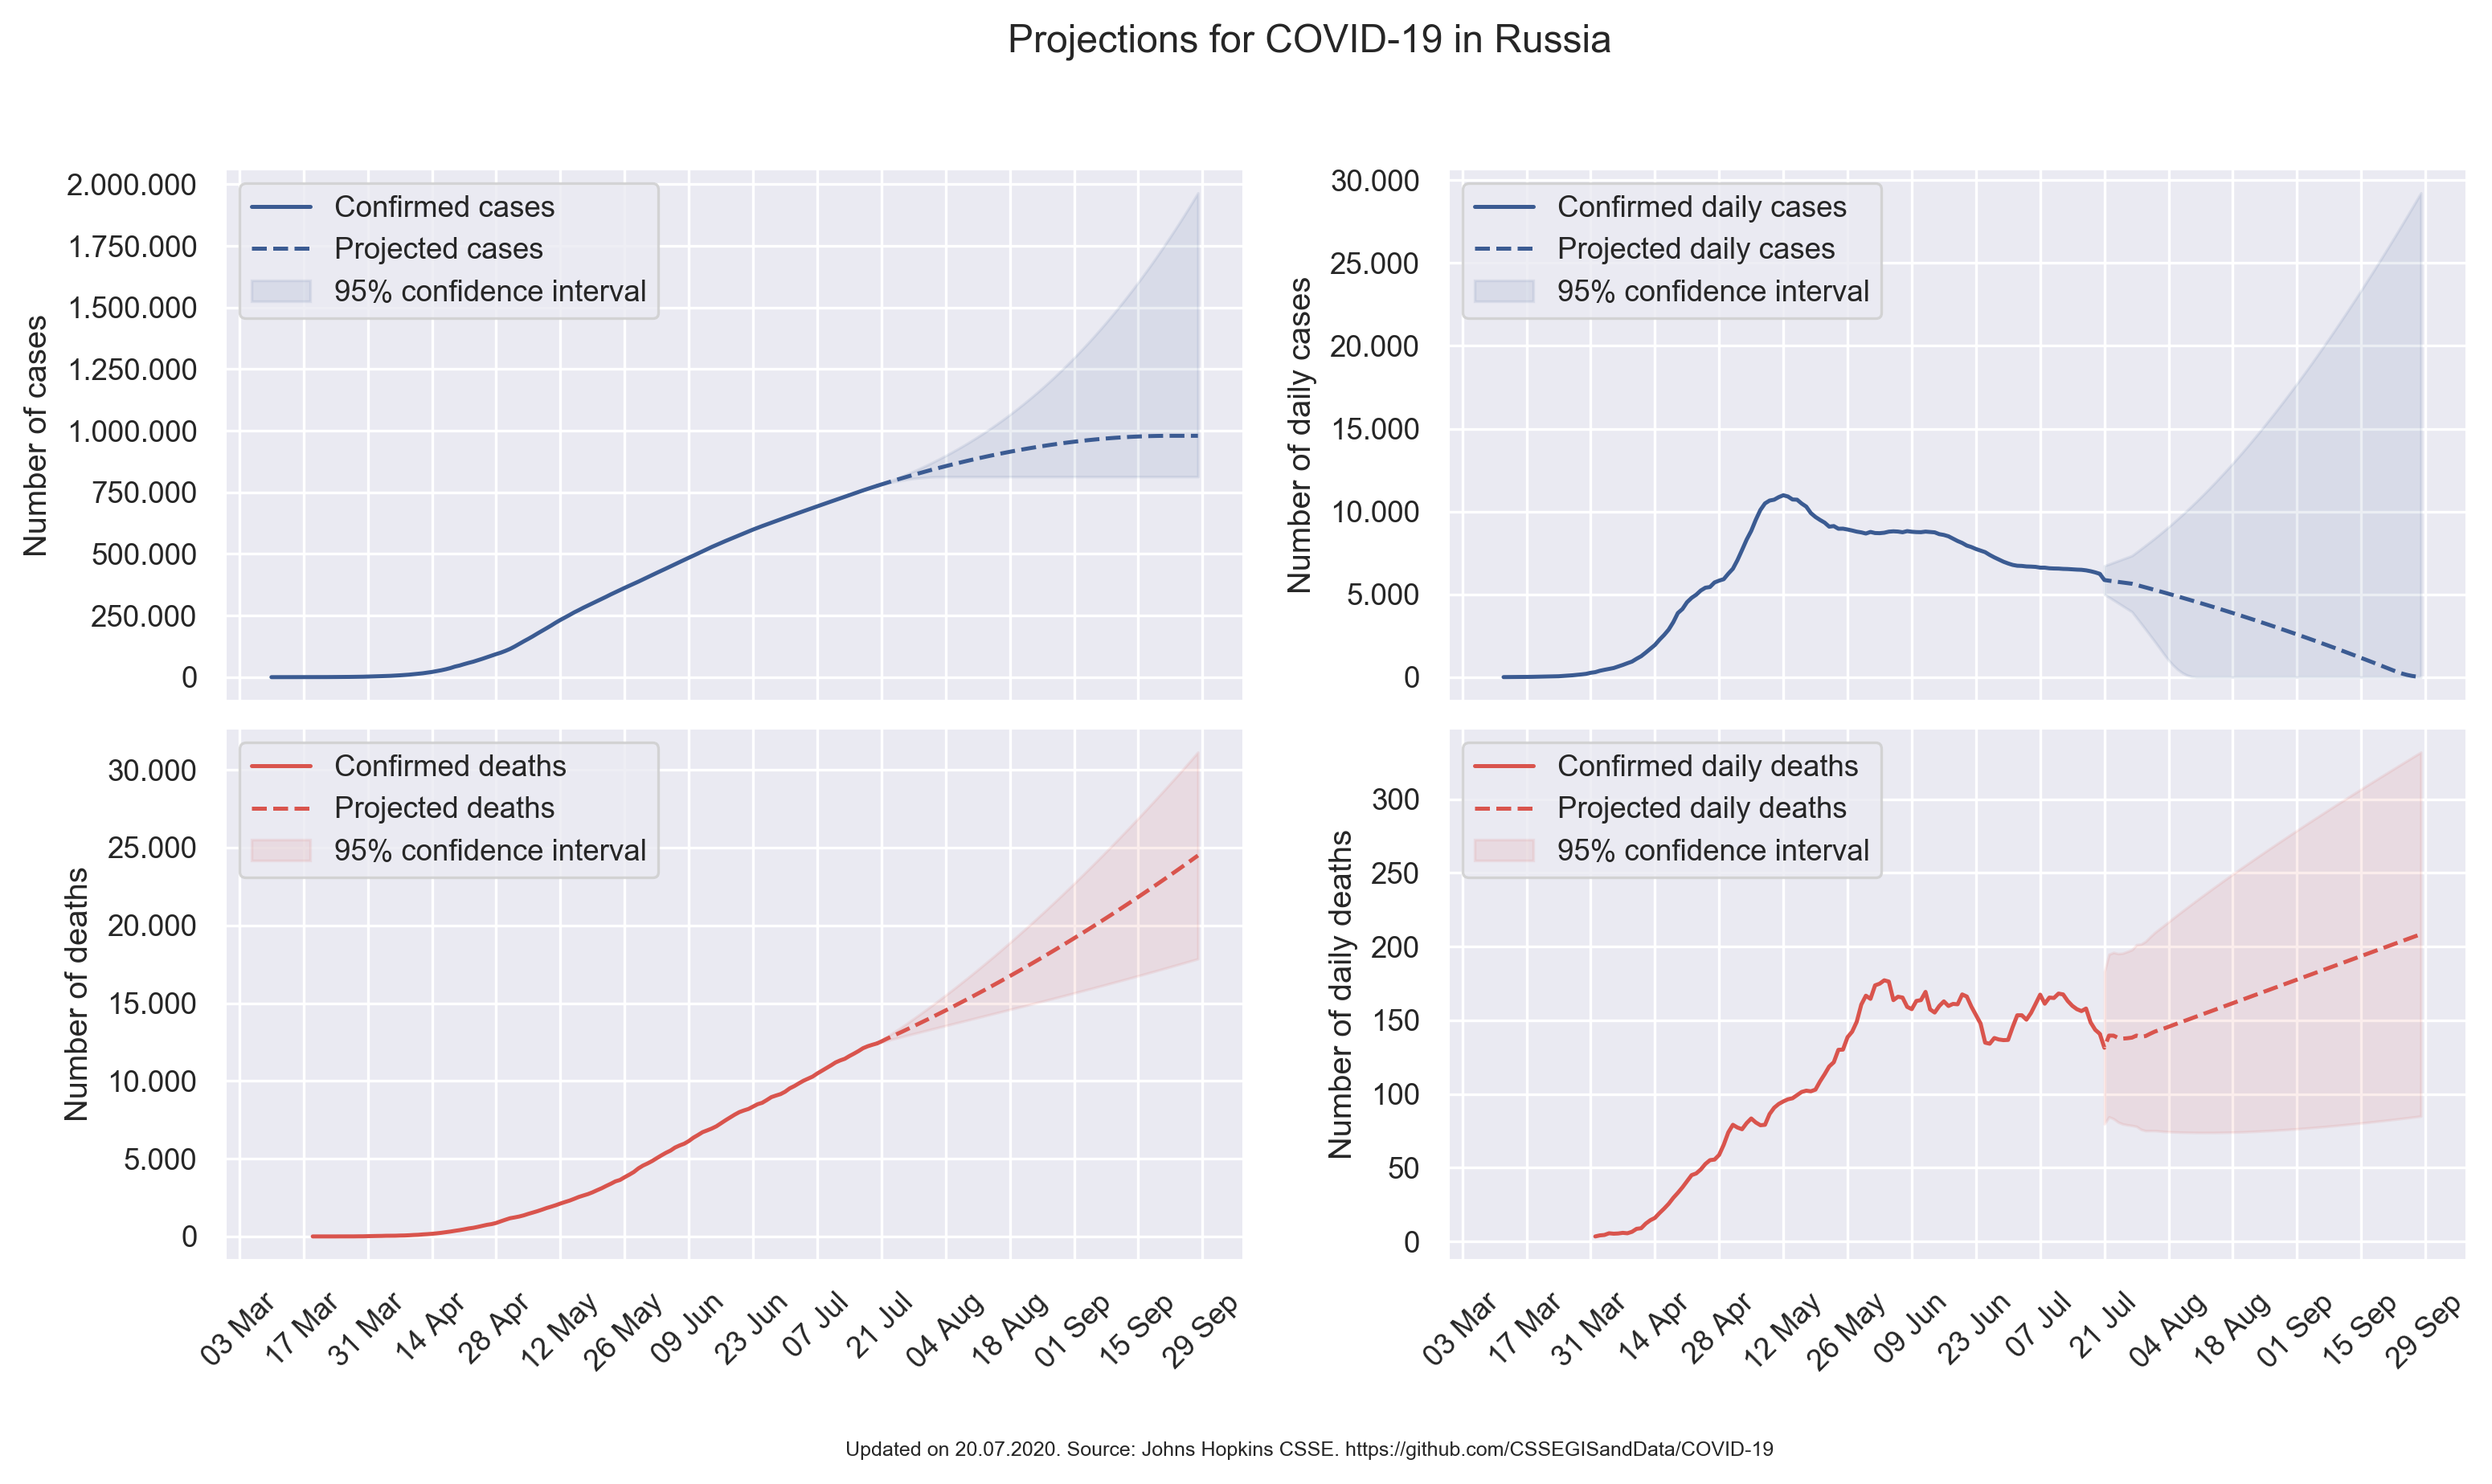 Projections for COVID-19 in Russia
2.000.000
1.750.000
1.500.000
1.250.000
1.000.000
750.000
500.000
250.000
0
Number of cases
Confirmed cases
Projected cases
95% confidence interval
30.000
25.000
20.000
15.000
10.000
5.000
0
Number of daily cases
Confirmed daily cases
Projected daily cases
95% confidence interval
30.000
25.000
20.000
15.000
10.000
5.000
0
Number of deaths
Confirmed deaths
Projected deaths
95% confidence interval
03 Mar
17 Mar
31 Mar
14 Apr
28 Apr
12 May
26 May
09 Jun
23 Jun
07 Jul
21 Jul
04 Aug
18 Aug
01 Sep
15 Sep
29 Sep
300
250
200
150
100
50
0
Number of daily deaths
Confirmed daily deaths
Projected daily deaths
95% confidence interval
03 Mar
17 Mar
31 Mar
14 Apr
28 Apr
12 May
26 May
09 Jun
23 Jun
07 Jul
21 Jul
04 Aug
18 Aug
01 Sep
15 Sep
29 Sep
Updated on 20.07.2020. Source: Johns Hopkins CSSE. https://github.com/CSSEGISandData/COVID-19